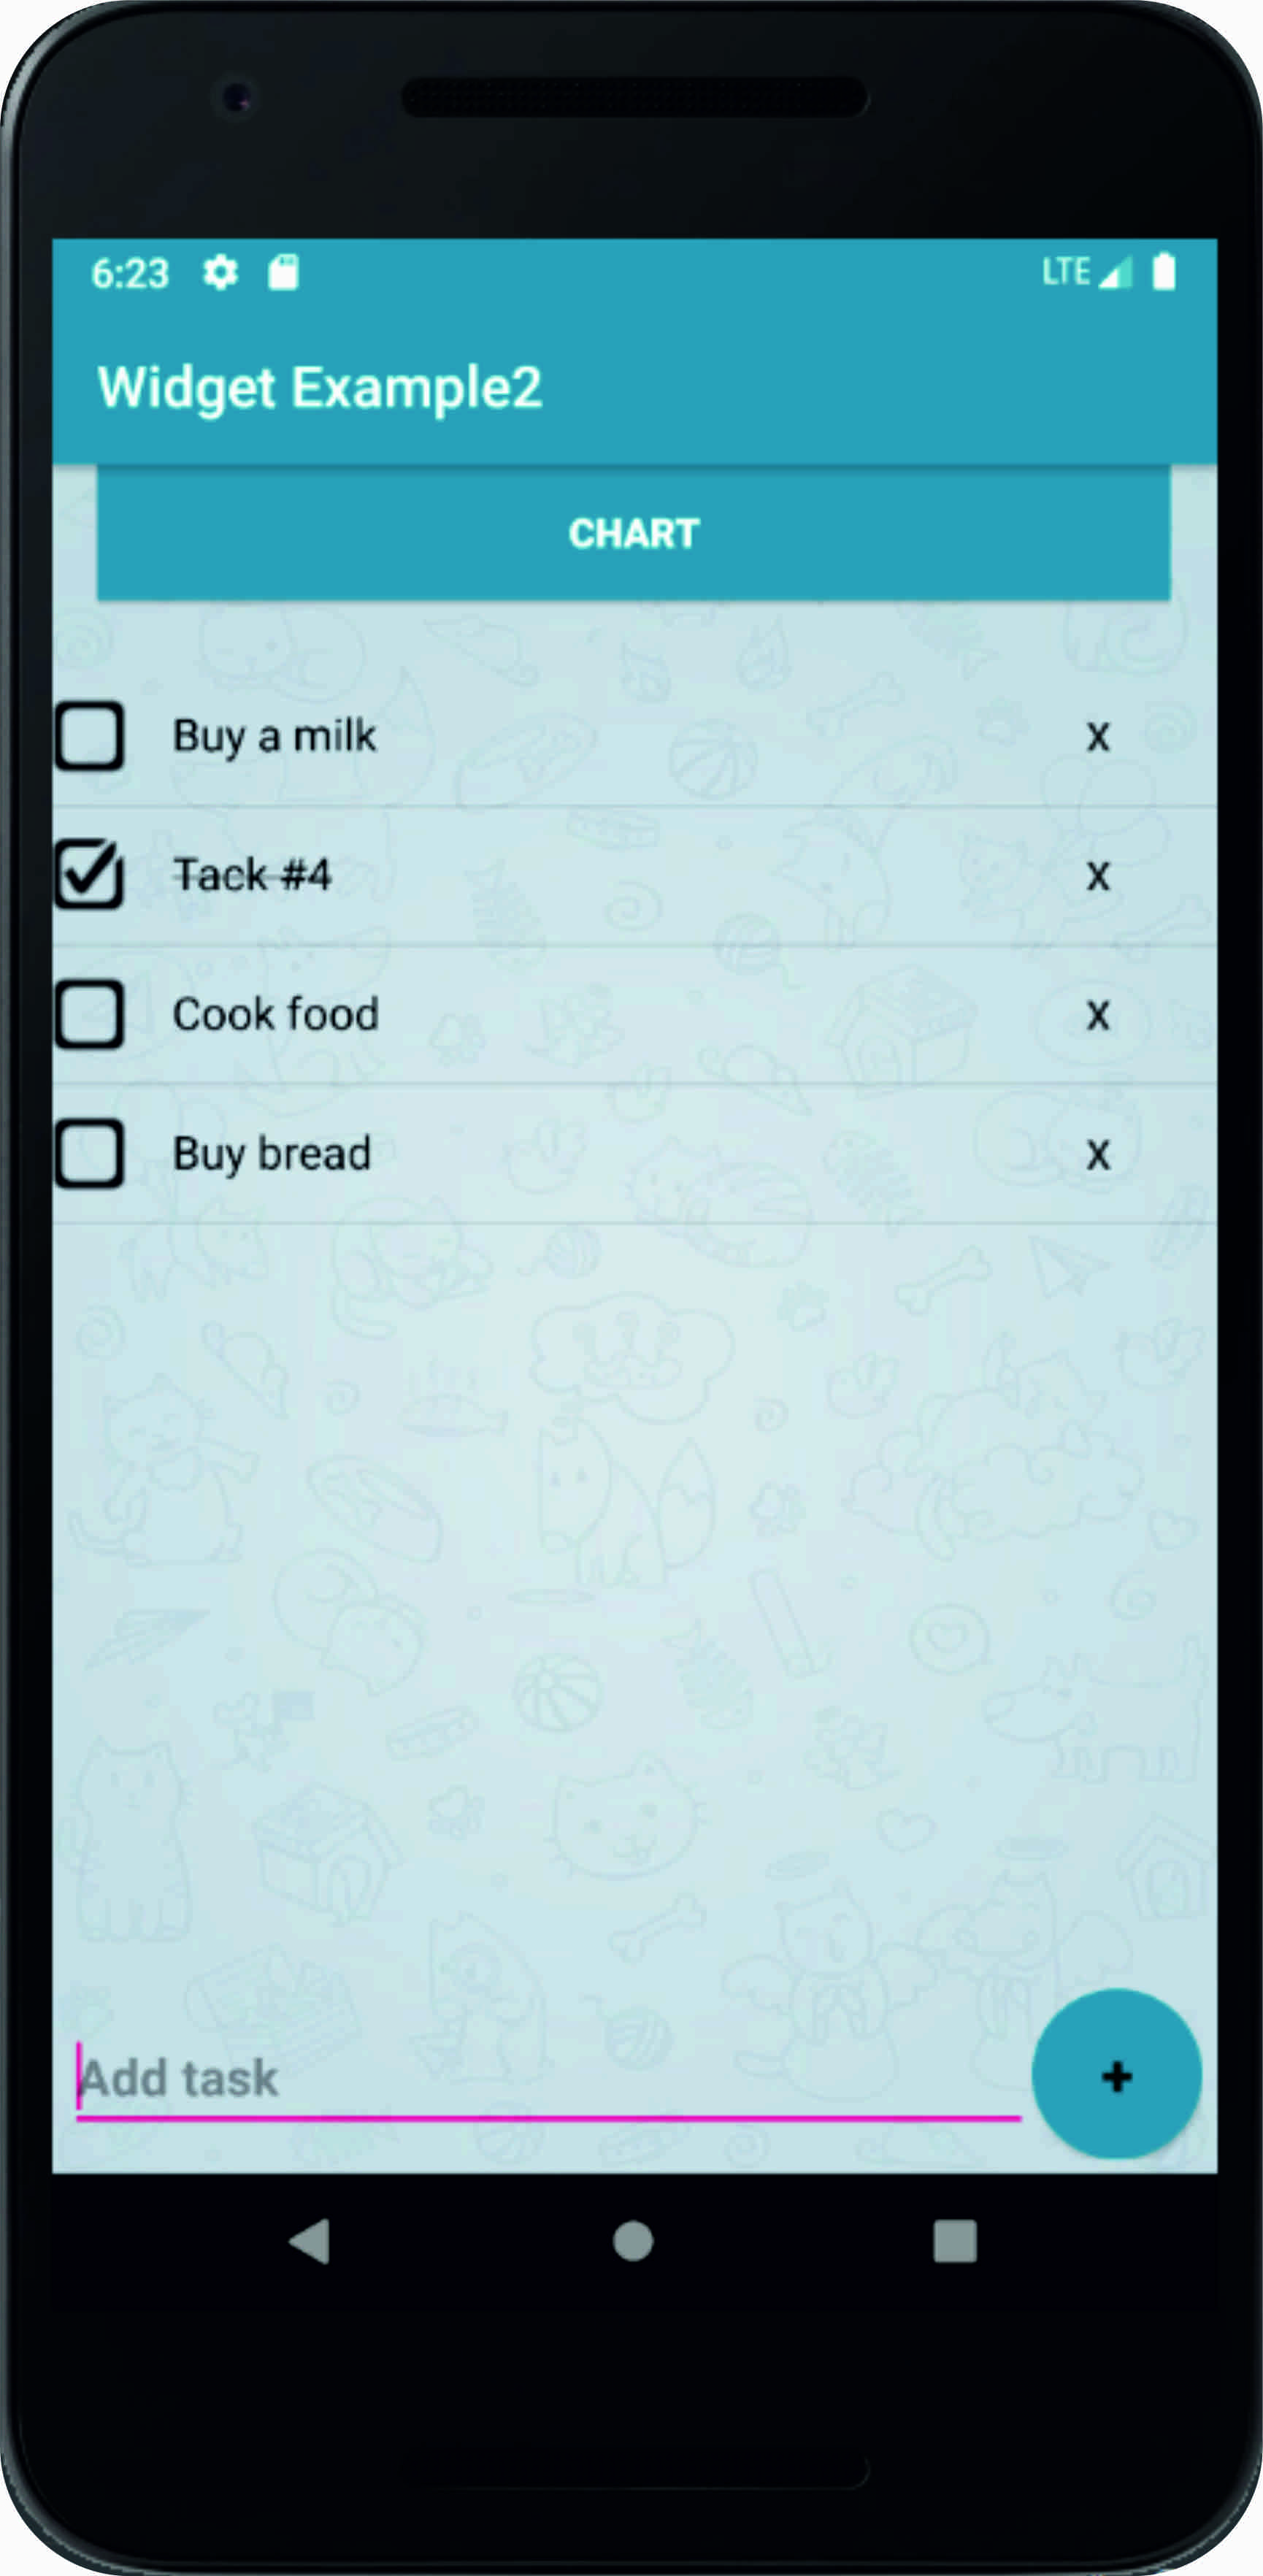 6:23 LTE
Widget Example2
CHART
Buy a milk X
Tack #4 X
Cook food X
Buy bread X
Add task +